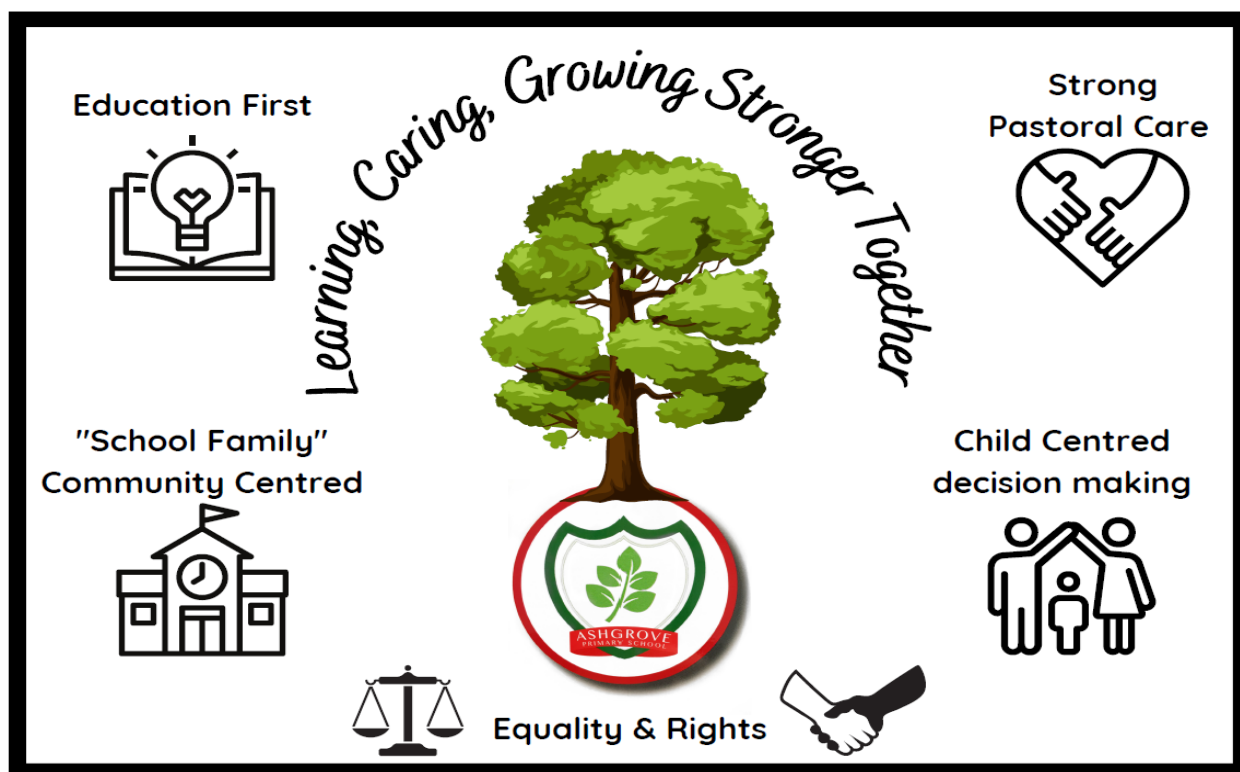 Learning, Caring, Growing Stronger Together
Education First
Strong
Pastoral Care
"School Family"
Community Centred
Child Centred
decision making
ASHGROVE
PRIMARY SCHOOL
Equality & Rights